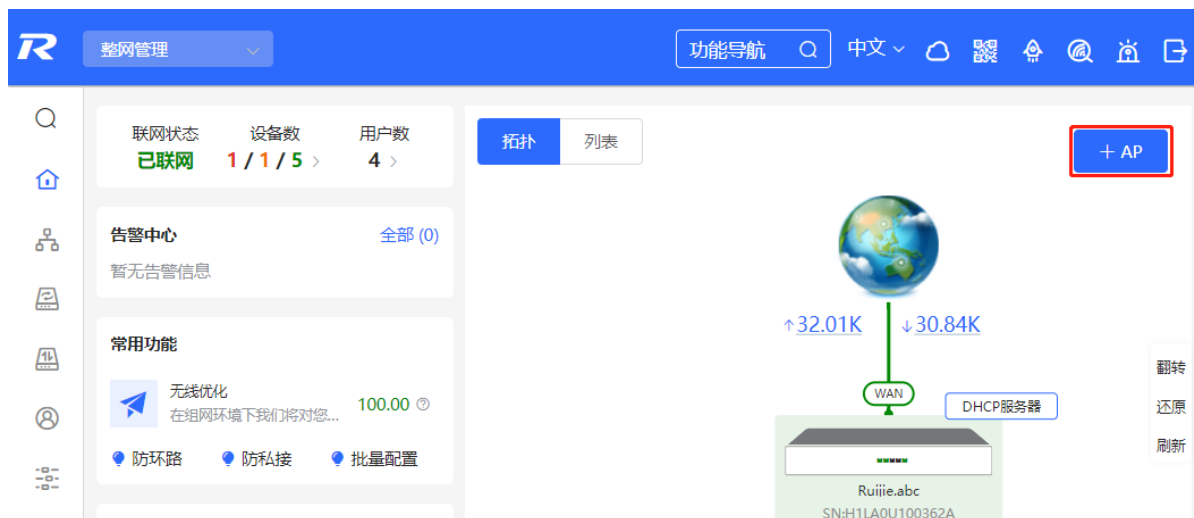 整网管理
功能导航
中文
联网状态 设备数 用户数
已联网 1 / 1 / 5 4
拓扑 列表
+ AP
告警中心 全部 (0)
暂无告警信息
↑32.01K ↓30.84K
常用功能
无线优化
在组网环境下我们将对您...
100.00
防环路 防私接 批量配置
WAN
DHCP服务器
翻转
还原
刷新
Ruijie.abc
SN:H1LA0U100362A